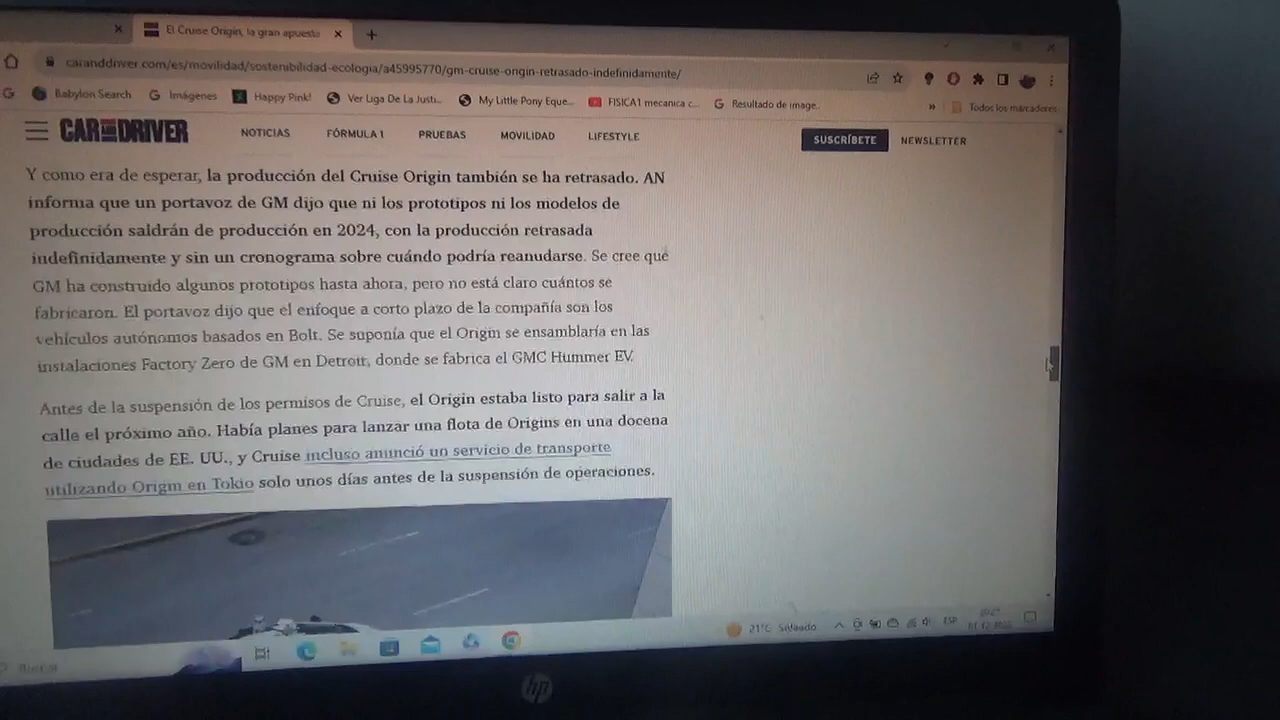 El Cruise Origin, la gran apuesta
caranddriver.com/es/movilidad/sostenibilidad-ecologia/a45995770/gm-cruise-origin-retrasado-indefinidamente/
Babylon Search
Imágenes
Happy Pink!
Ver Liga De La Justi...
My Little Pony Eque...
FISICA1 mecanica c...
Resultado de image...
»
Todos los marcadores
CAR AND DRIVER
NOTICIAS
FÓRMULA 1
PRUEBAS
MOVILIDAD
LIFESTYLE
SUSCRÍBETE
NEWSLETTER
Y como era de esperar, la producción del Cruise Origin también se ha retrasado. AN
informa que un portavoz de GM dijo que ni los prototipos ni los modelos de
producción saldrán de producción en 2024, con la producción retrasada
indefinidamente y sin un cronograma sobre cuándo podría reanudarse. Se cree que
GM ha construido algunos prototipos hasta ahora, pero no está claro cuántos se
fabricaron. El portavoz dijo que el enfoque a corto plazo de la compañía son los
vehículos autónomos basados en Bolt. Se suponía que el Origin se ensamblaría en las
instalaciones Factory Zero de GM en Detroit, donde se fabrica el GMC Hummer EV.
Antes de la suspensión de los permisos de Cruise, el Origin estaba listo para salir a la
calle el próximo año. Había planes para lanzar una flota de Origins en una docena
de ciudades de EE. UU., y Cruise incluso anunció un servicio de transporte
utilizando Origin en Tokio solo unos días antes de la suspensión de operaciones.
Buscar
21°C Soleado
ESP
hp